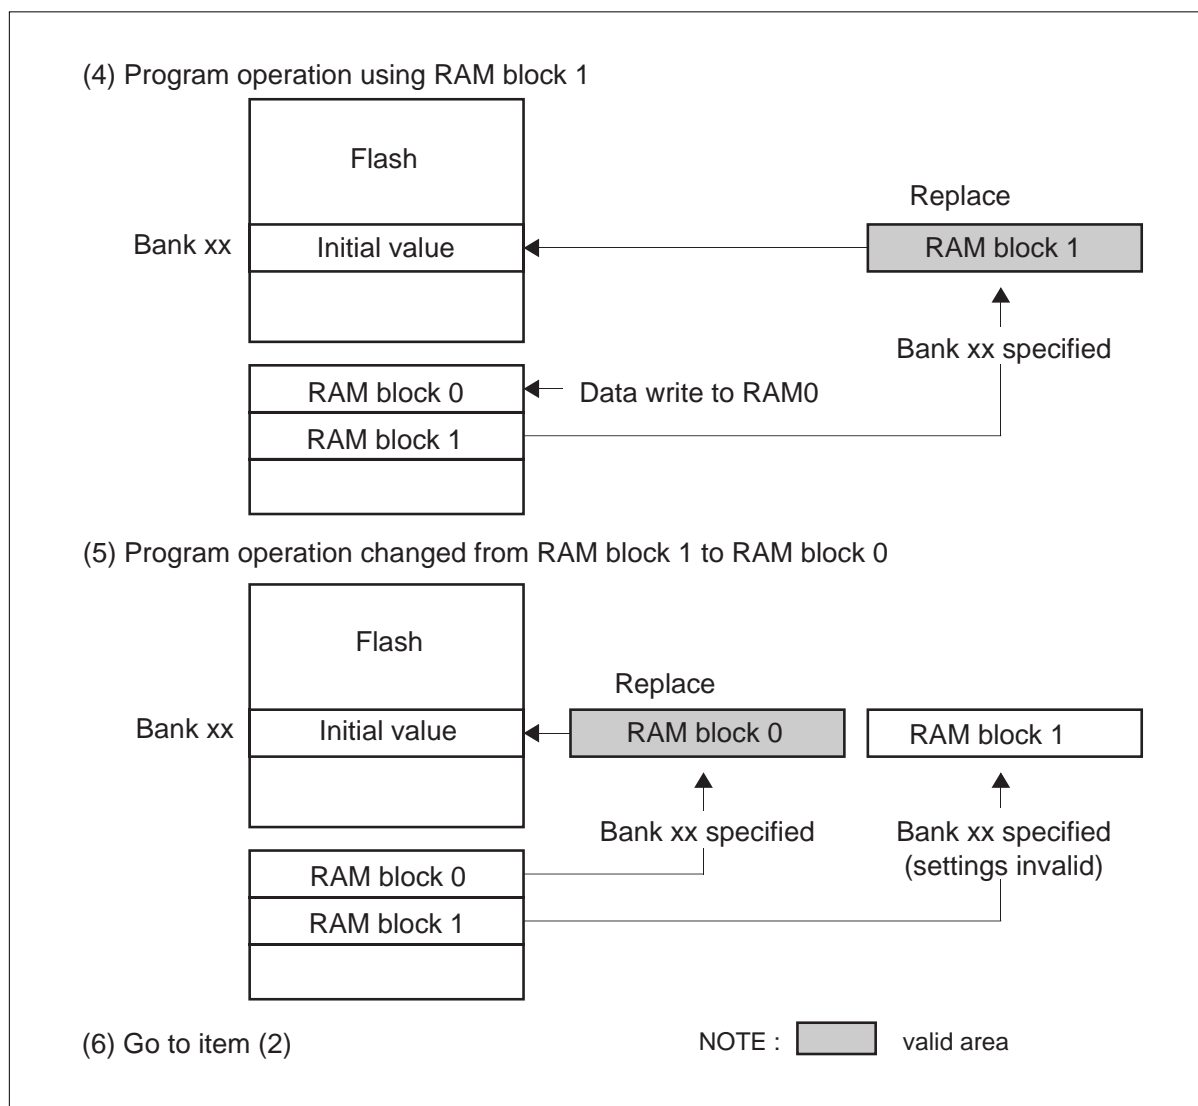 (4) Program operation using RAM block 1
Flash
Replace
Bank xx
Initial value
RAM block 1
Bank xx specified
RAM block 0
Data write to RAM0
RAM block 1
(5) Program operation changed from RAM block 1 to RAM block 0
Flash
Replace
Bank xx
Initial value
RAM block 0
RAM block 1
Bank xx specified
Bank xx specified
(settings invalid)
RAM block 0
RAM block 1
(6) Go to item (2)
NOTE :
valid area